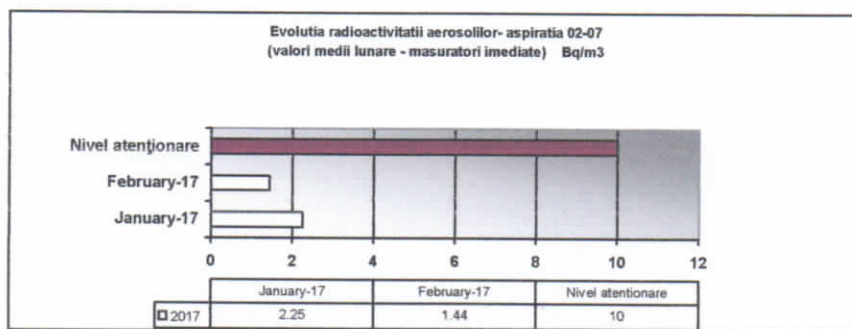 Evolutia radioactivitatii aerosolilor- aspiratia 02-07
(valori medii lunare - masuratori imediate) Bq/m3
Nivel atenţionare
February-17
January-17
0 2 4 6 8 10 12
January-17 February-17 Nivel atentionare
2017 2.25 1.44 10